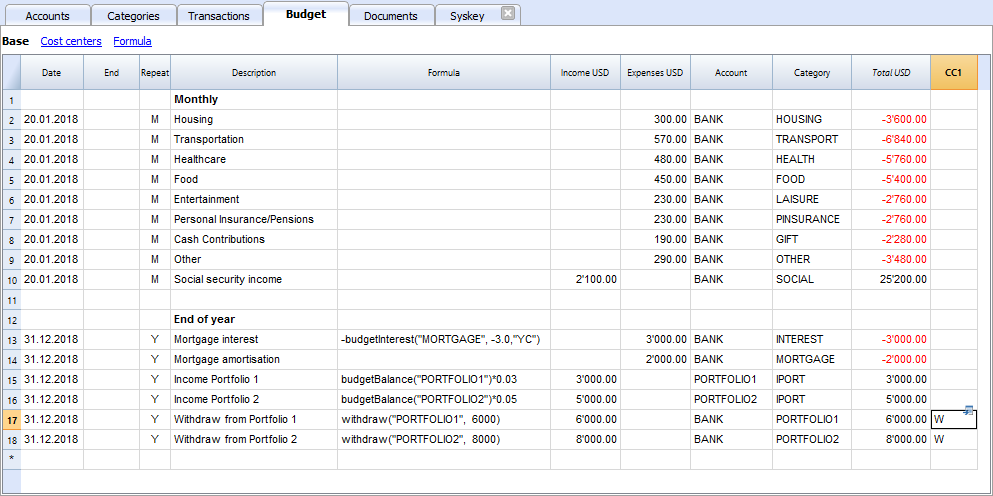 Accounts Categories Transactions Budget Documents Syskey
Base Cost centers Formula
Date End Repeat Description Formula Income USD Expenses USD Account Category Total USD CC1
1 Monthly
2 20.01.2018 M Housing 300.00 BANK HOUSING -3'600.00
3 20.01.2018 M Transportation 570.00 BANK TRANSPORT -6'840.00
4 20.01.2018 M Healthcare 480.00 BANK HEALTH -5'760.00
5 20.01.2018 M Food 450.00 BANK FOOD -5'400.00
6 20.01.2018 M Entertainment 230.00 BANK LAISURE -2'760.00
7 20.01.2018 M Personal Insurance/Pensions 230.00 BANK PINSURANCE -2'760.00
8 20.01.2018 M Cash Contributions 190.00 BANK GIFT -2'280.00
9 20.01.2018 M Other 290.00 BANK OTHER -3'480.00
10 20.01.2018 M Social security income 2'100.00 BANK SOCIAL 25'200.00
11
12 End of year
13 31.12.2018 Y Mortgage interest -budgetInterest("MORTGAGE", -3.0,"YC") 3'000.00 BANK INTEREST -3'000.00
14 31.12.2018 Y Mortgage amortisation 2'000.00 BANK MORTGAGE -2'000.00
15 31.12.2018 Y Income Portfolio 1 budgetBalance("PORTFOLIO1")*0.03 3'000.00 PORTFOLIO1 IPORT 3'000.00
16 31.12.2018 Y Income Portfolio 2 budgetBalance("PORTFOLIO2")*0.05 5'000.00 PORTFOLIO2 IPORT 5'000.00
17 31.12.2018 Y Withdraw from Portfolio 1 withdraw("PORTFOLIO1", 6000) 6'000.00 BANK PORTFOLIO1 6'000.00 W
18 31.12.2018 Y Withdraw from Portfolio 2 withdraw("PORTFOLIO2", 8000) 8'000.00 BANK PORTFOLIO2 8'000.00 W
*